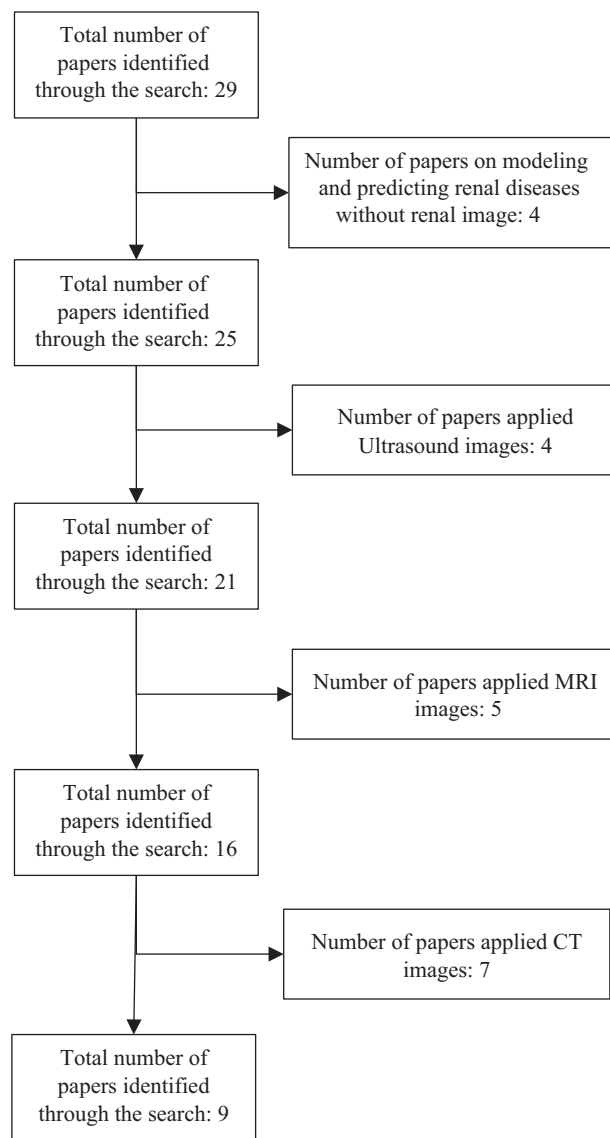 Total number of
papers identified
through the search: 29
Number of papers on modeling
and predicting renal diseases
without renal image: 4
Total number of
papers identified
through the search: 25
Number of papers applied
Ultrasound images: 4
Total number of
papers identified
through the search: 21
Number of papers applied MRI
images: 5
Total number of
papers identified
through the search: 16
Number of papers applied CT
images: 7
Total number of
papers identified
through the search: 9